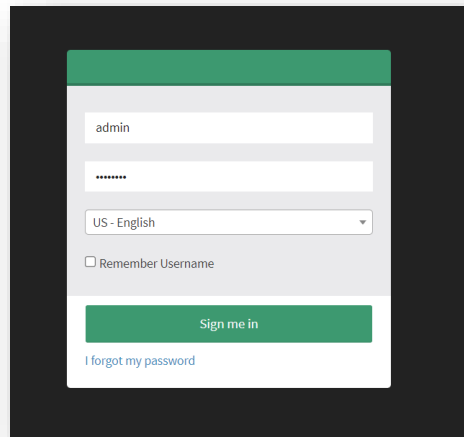 admin
••••••••
US - English
Remember Username
Sign me in
I forgot my password